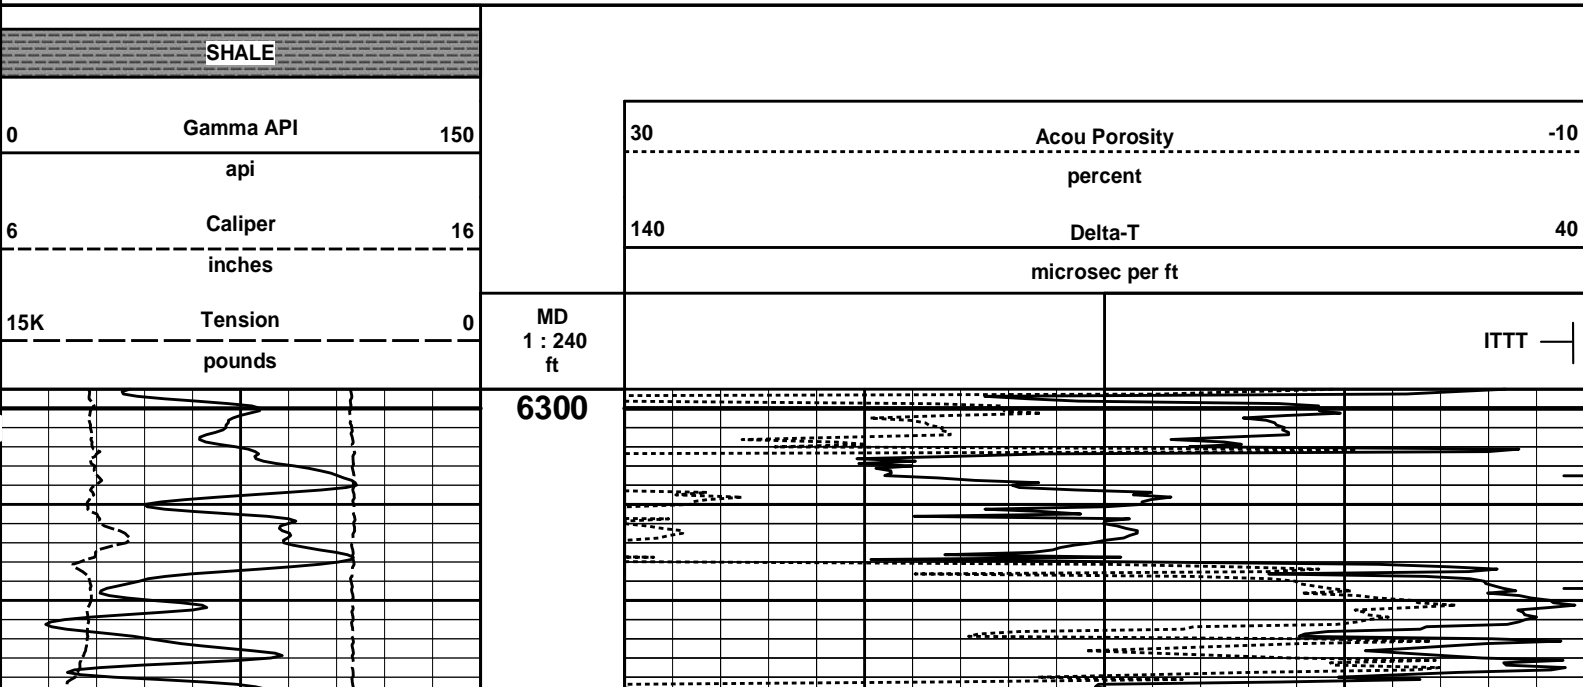 SHALE
0 Gamma API 150
api
6 Caliper 16
inches
15K Tension 0
pounds
MD
1 : 240
ft
30 Acou Porosity -10
percent
140 Delta-T 40
microsec per ft
ITTT
6300